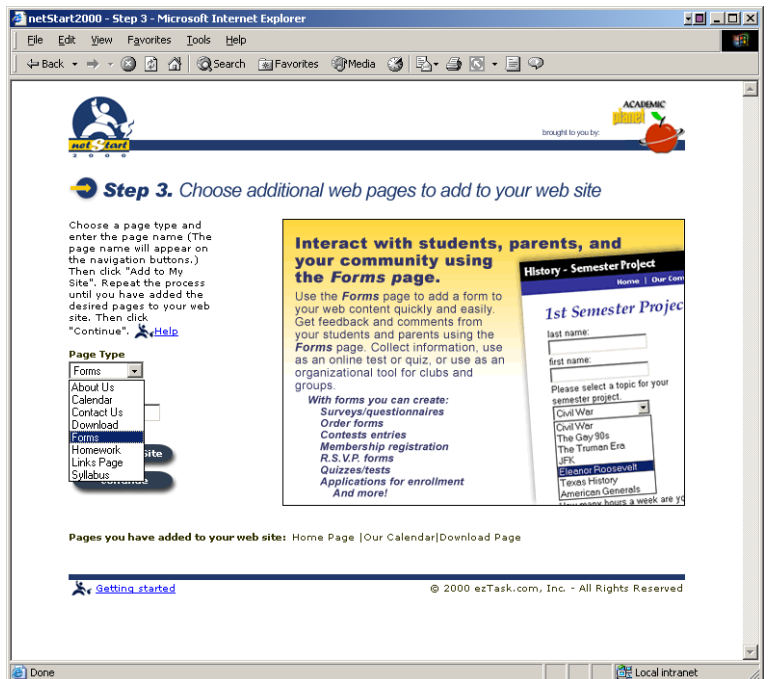 netStart2000 - Step 3 - Microsoft Internet Explorer
File Edit View Favorites Tools Help
Back Search Favorites Media
netStart
2000
brought to you by:
ACADEMIC
planet
Step 3. Choose additional web pages to add to your web site
Choose a page type and
enter the page name (The
page name will appear on
the navigation buttons.)
Then click "Add to My
Site". Repeat the process
until you have added the
desired pages to your web
site. Then click
"Continue". Help
Page Type
Forms
About Us
Calendar
Contact Us
Download
Forms
Homework
Links Page
Syllabus
Site
Continue
Interact with students, parents, and
your community using
the Forms page.
Use the Forms page to add a form to
your web content quickly and easily.
Get feedback and comments from
your students and parents using the
Forms page. Collect information, use
as an online test or quiz, or use as an
organizational tool for clubs and
groups.
With forms you can create:
Surveys/questionnaires
Order forms
Contests entries
Membership registration
R.S.V.P. forms
Quizzes/tests
Applications for enrollment
And more!
History - Semester Project
Home | Our Com
1st Semester Projec
last name:
first name:
Please select a topic for your
semester project.
Civil War
Civil War
The Gay 90s
The Truman Era
JFK
Eleanor Roosevelt
Texas History
American Generals
How many hours a week are yo
Pages you have added to your web site: Home Page |Our Calendar|Download Page
Getting started
© 2000 ezTask.com, Inc. - All Rights Reserved
Done
Local intranet